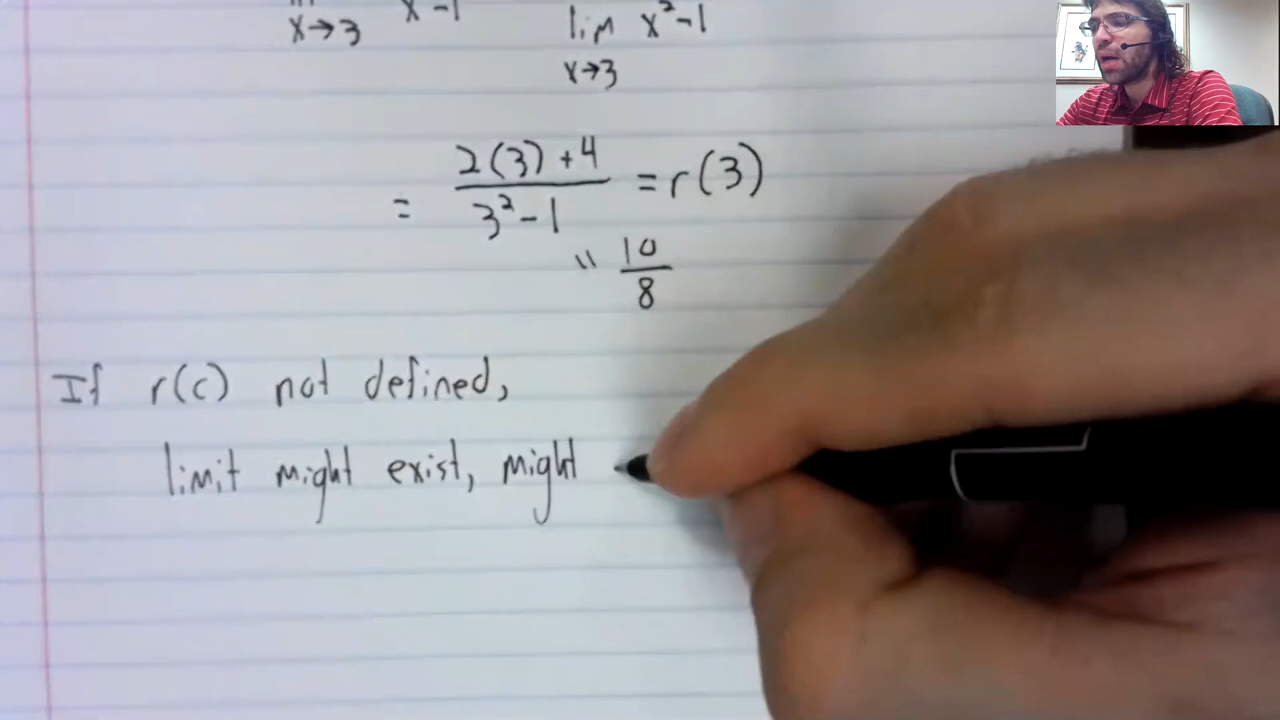 x→3 x -1 lim x²-1
x→3
= 2(3)+4 / 3²-1 = r(3)
" 10/8
If r(c) not defined,
limit might exist, might